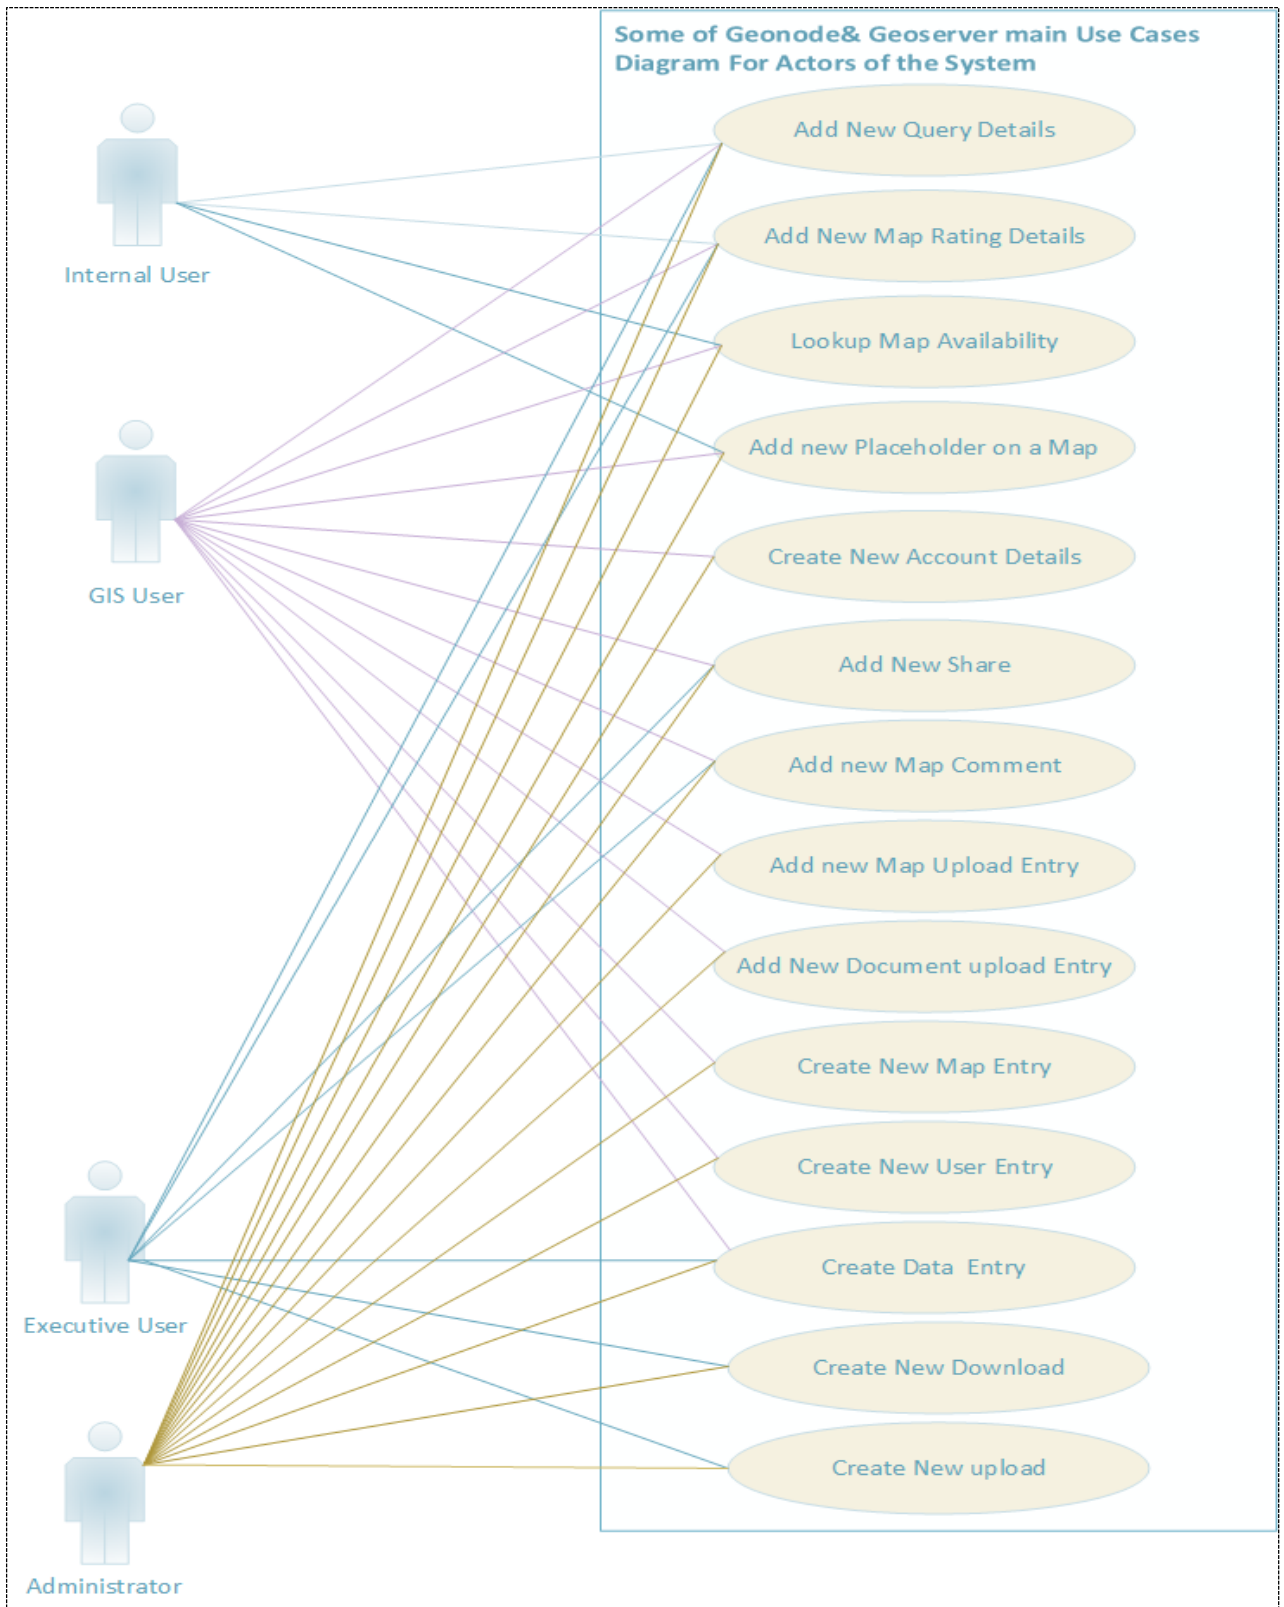 Some of Geonode& Geoserver main Use Cases
Diagram For Actors of the System
Add New Query Details
Add New Map Rating Details
Internal User
Lookup Map Availability
Add new Placeholder on a Map
Create New Account Details
GIS User
Add New Share
Add new Map Comment
Add new Map Upload Entry
Add New Document upload Entry
Create New Map Entry
Create New User Entry
Create Data Entry
Executive User
Create New Download
Create New upload
Administrator